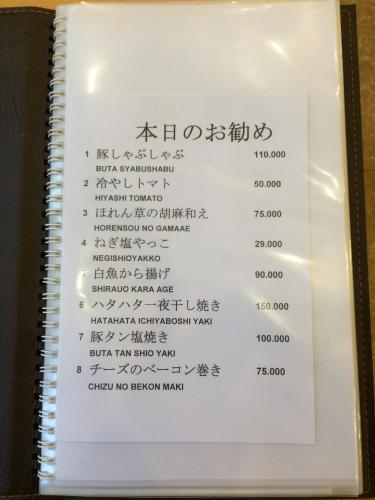 本日のお勧め
1 豚しゃぶしゃぶ 110.000
BUTA SYABUSHABU
2 冷やしトマト 50.000
HIYASHI TOMATO
3 ほれん草の胡麻和え 75.000
HORENSOU NO GAMAAE
4 ねぎ塩やっこ 29.000
NEGISHIOYAKKO
白魚から揚げ 90.000
SHIRAUO KARA AGE
6 ハタハタ一夜干し焼き 150.000
HATAHATA ICHIYABOSHI YAKI
7 豚タン塩焼き 100.000
BUTA TAN SHIO YAKI
8 チーズのベーコン巻き 75.000
CHIZU NO BEKON MAKI